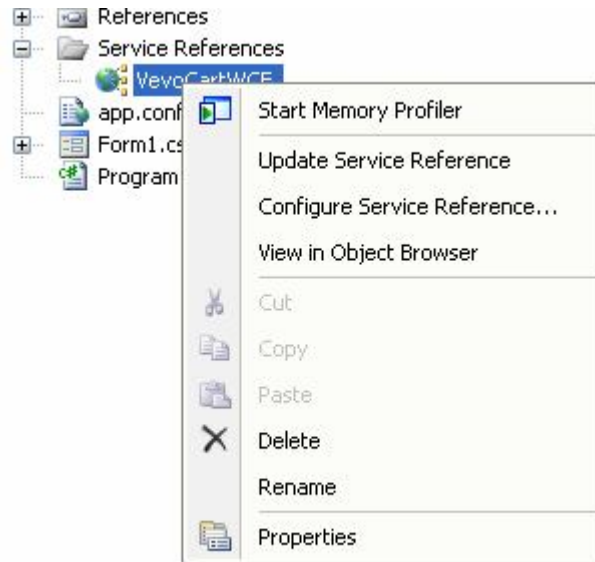 References
Service References
VevoCartWCF
app.conf
Start Memory Profiler
Form1.cs
Update Service Reference
Program
Configure Service Reference...
View in Object Browser
Cut
Copy
Paste
Delete
Rename
Properties